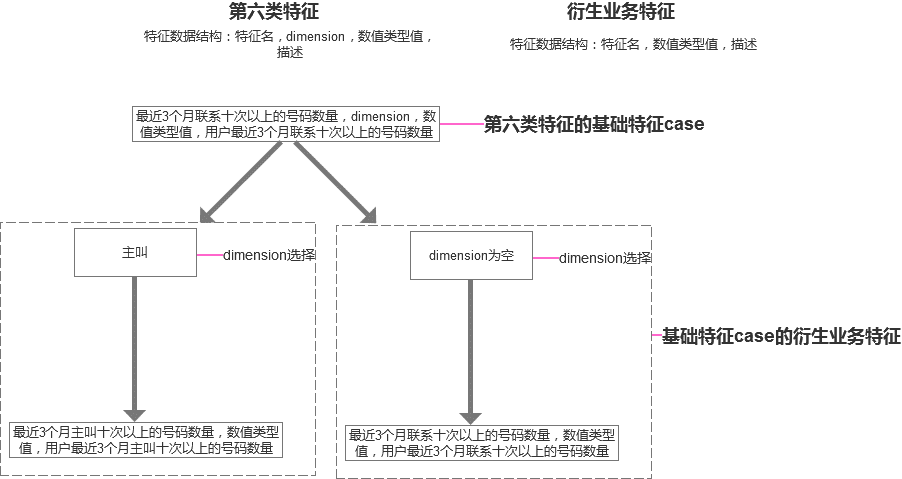 第六类特征
衍生业务特征
特征数据结构：特征名，dimension，数值类型值，
描述
特征数据结构：特征名，数值类型值，描述
最近3个月联系十次以上的号码数量，dimension，数
值类型值，用户最近3个月联系十次以上的号码数量
第六类特征的基础特征case
主叫
dimension选择
dimension为空
dimension选择
基础特征case的衍生业务特征
最近3个月主叫十次以上的号码数量，数值类型
值，用户最近3个月主叫十次以上的号码数量
最近3个月联系十次以上的号码数量，数值类型
值，用户最近3个月联系十次以上的号码数量